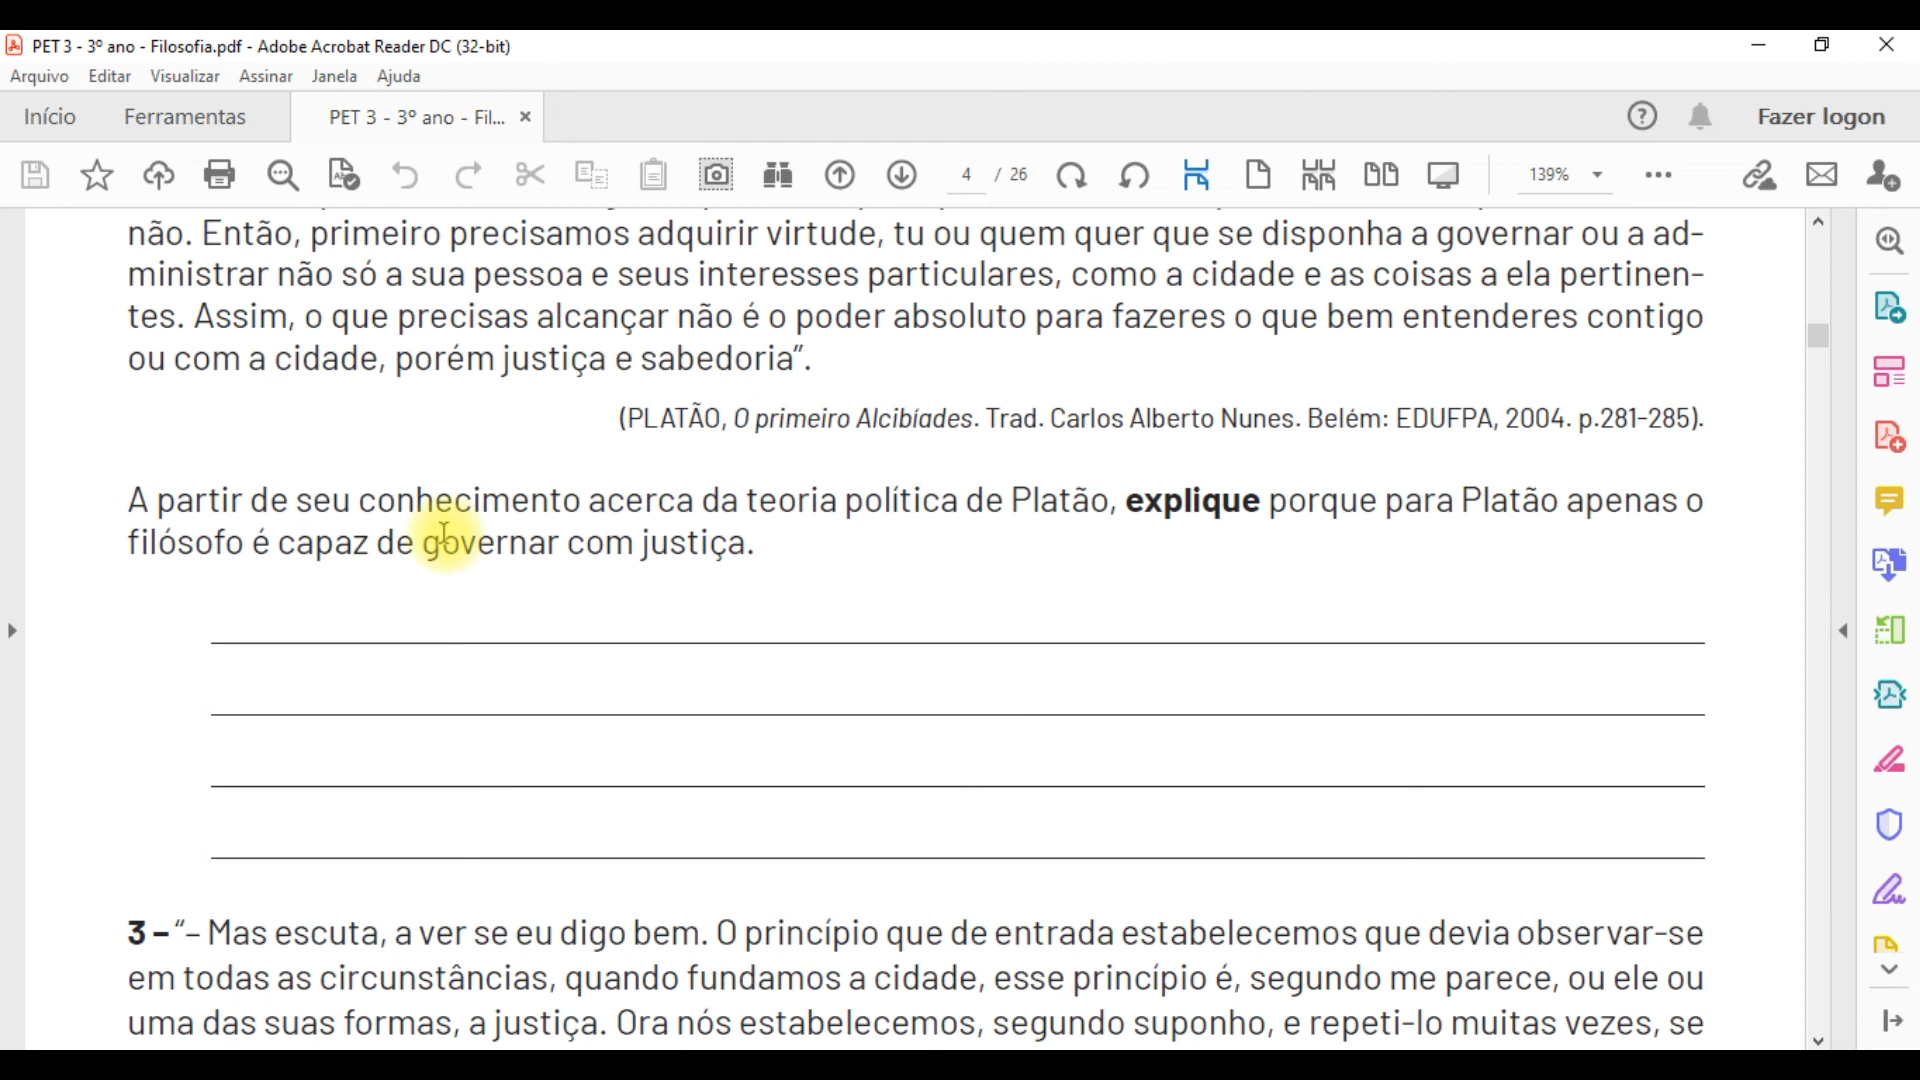 PET 3 - 3º ano - Filosofia.pdf - Adobe Acrobat Reader DC (32-bit)
Arquivo Editar Visualizar Assinar Janela Ajuda
Início Ferramentas PET 3 - 3º ano - Fil... Fazer logon
4 / 26 139%
não. Então, primeiro precisamos adquirir virtude, tu ou quem quer que se disponha a governar ou a ad-
ministrar não só a sua pessoa e seus interesses particulares, como a cidade e as coisas a ela pertinen-
tes. Assim, o que precisas alcançar não é o poder absoluto para fazeres o que bem entenderes contigo
ou com a cidade, porém justiça e sabedoria”.
(PLATÃO, O primeiro Alcibíades. Trad. Carlos Alberto Nunes. Belém: EDUFPA, 2004. p.281-285).
A partir de seu conhecimento acerca da teoria política de Platão, explique porque para Platão apenas o
filósofo é capaz de governar com justiça.
3 – “– Mas escuta, a ver se eu digo bem. O princípio que de entrada estabelecemos que devia observar-se
em todas as circunstâncias, quando fundamos a cidade, esse princípio é, segundo me parece, ou ele ou
uma das suas formas, a justiça. Ora nós estabelecemos, segundo suponho, e repeti-lo muitas vezes, se